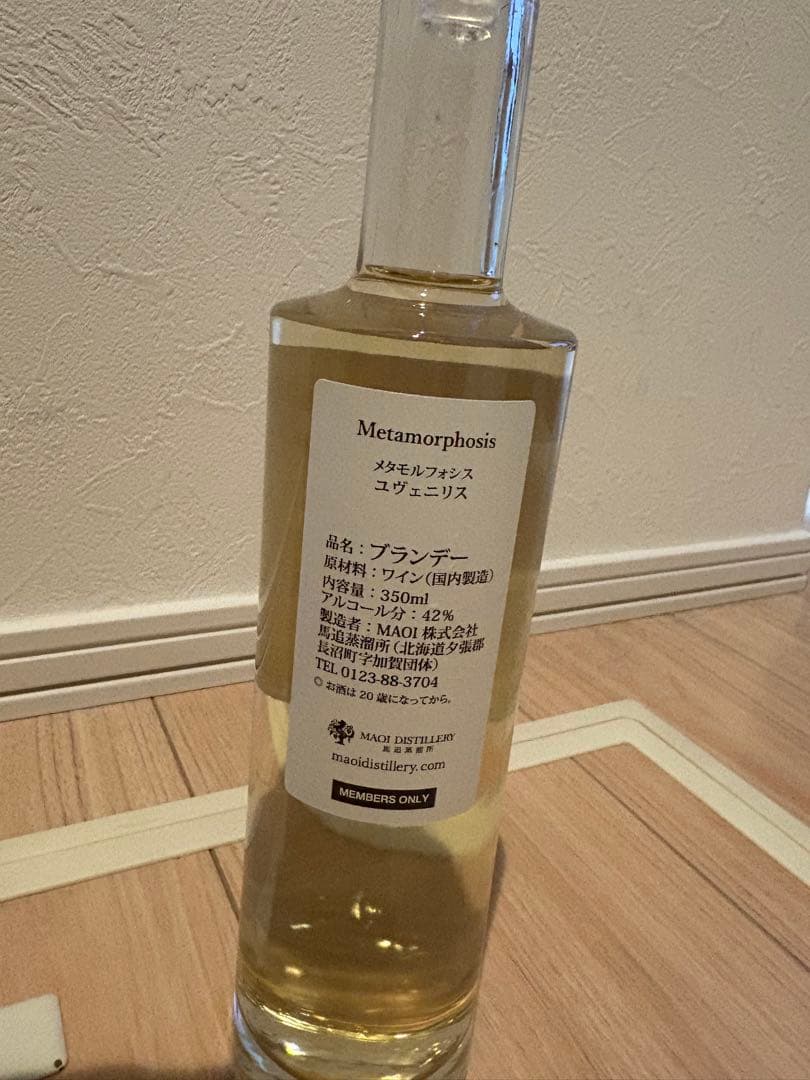 Metamorphosis
メタモルフォシス
ユヴェニリス
品名：ブランデー
原材料：ワイン（国内製造）
内容量：350ml
アルコール分：42%
製造者：MAOI 株式会社
馬追蒸溜所（北海道夕張郡
長沼町字加賀団体）
TEL 0123-88-3704
◎ お酒は 20 歳になってから。
MAOI DISTILLERY
馬追蒸溜所
maoidistillery.com
MEMBERS ONLY